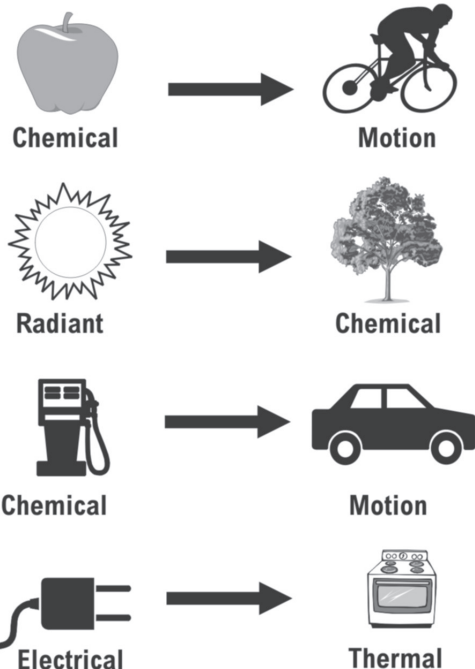 Chemical
Motion
Radiant
Chemical
Chemical
Motion
Electrical
Thermal